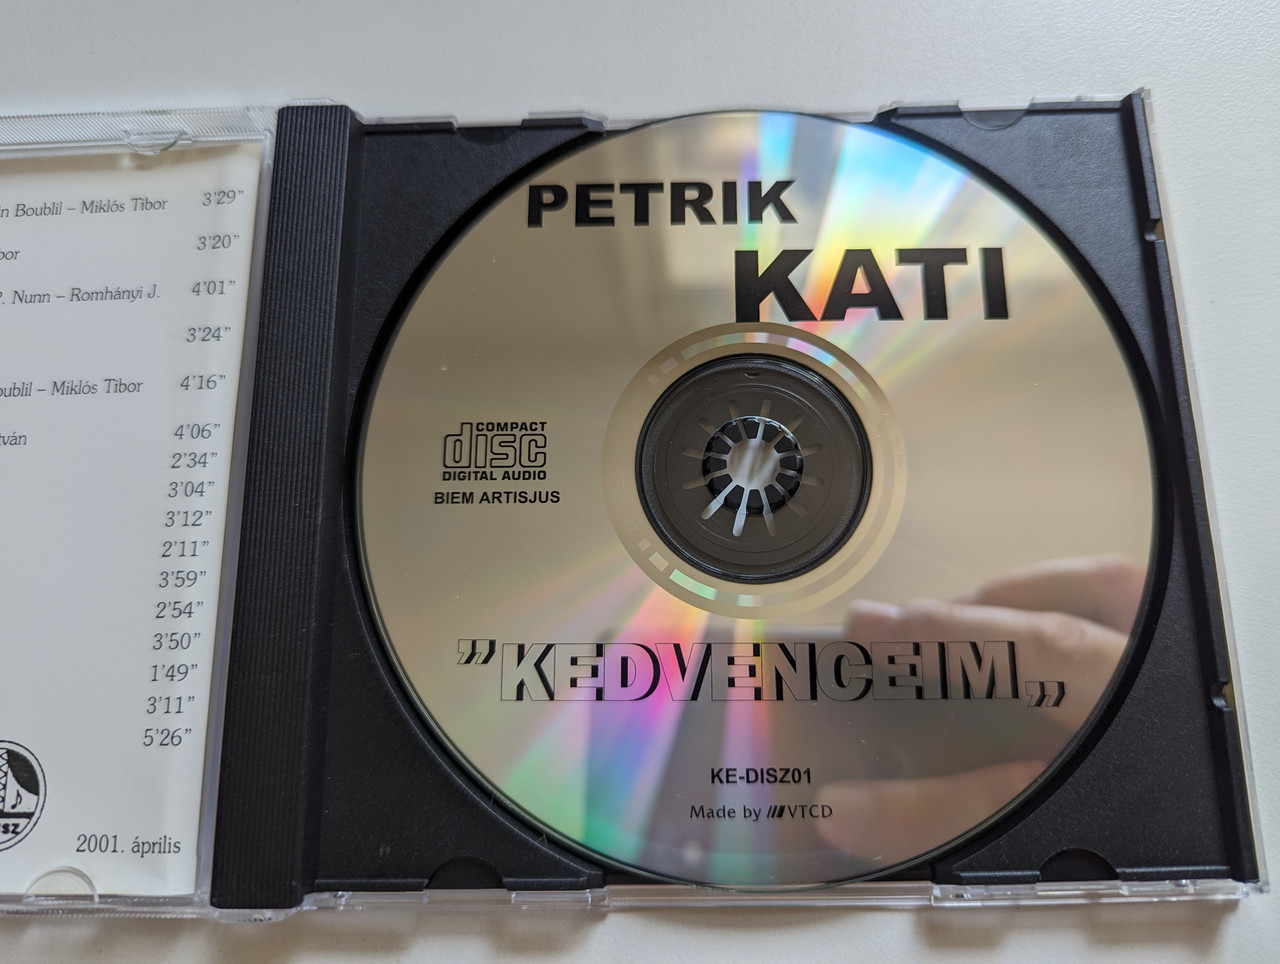 n Boublil – Miklós Tibor 3'29"
3'20"
bor
P. Nunn – Romhányi J. 4'01"
3'24"
oublil – Miklós Tibor 4'16"
tván 4'06"
2'34"
3'04"
3'12"
2'11"
3'59"
2'54"
3'50"
1'49"
3'11"
5'26"
SZ
2001. április
PETRIK
KATI
COMPACT
disc
DIGITAL AUDIO
BIEM ARTISJUS
"KEDVENCEIM„
KE-DISZ01
Made by VTCD